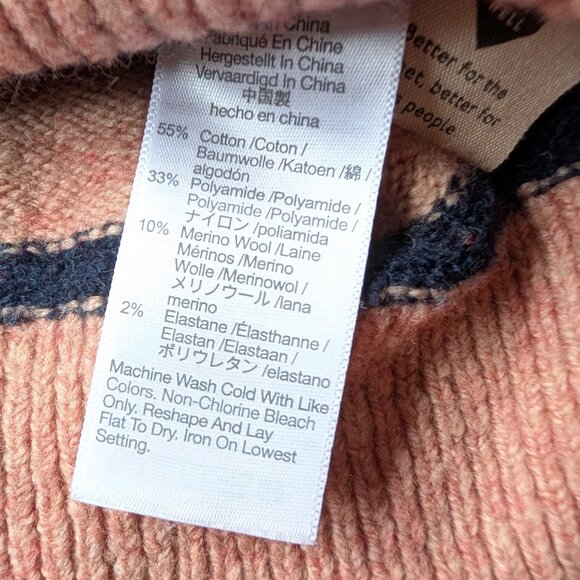 In China
Fabriqué En Chine
Hergestellt In China
Vervaardigd In China
中国製
hecho en china
55% Cotton /Coton/
Baumwolle /Katoen /綿 /
algodón
33% Polyamide /Polyamide /
Polyamide /Polyamide /
ナイロン /poliamida
10% Merino Wool /Laine
Mérinos /Merino
Wolle /Merinowol /
メリノウール /lana
merino
2% Elastane /Élasthanne /
Elastan /Elastaan /
ポリウレタン /elastano
Machine Wash Cold With Like
Colors. Non-Chlorine Bleach
Only. Reshape And Lay
Flat To Dry. Iron On Lowest
Setting.
Better for the
better for
people